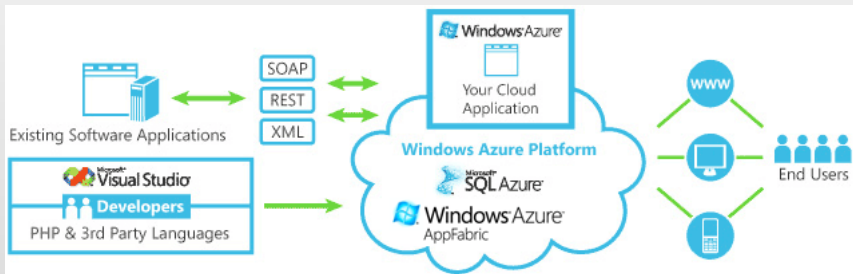 Existing Software Applications
SOAP
REST
XML
Windows Azure
Your Cloud
Application
Windows Azure Platform
Microsoft
SQL Azure
Windows Azure
AppFabric
Microsoft
Visual Studio
Developers
PHP & 3rd Party Languages
www
End Users